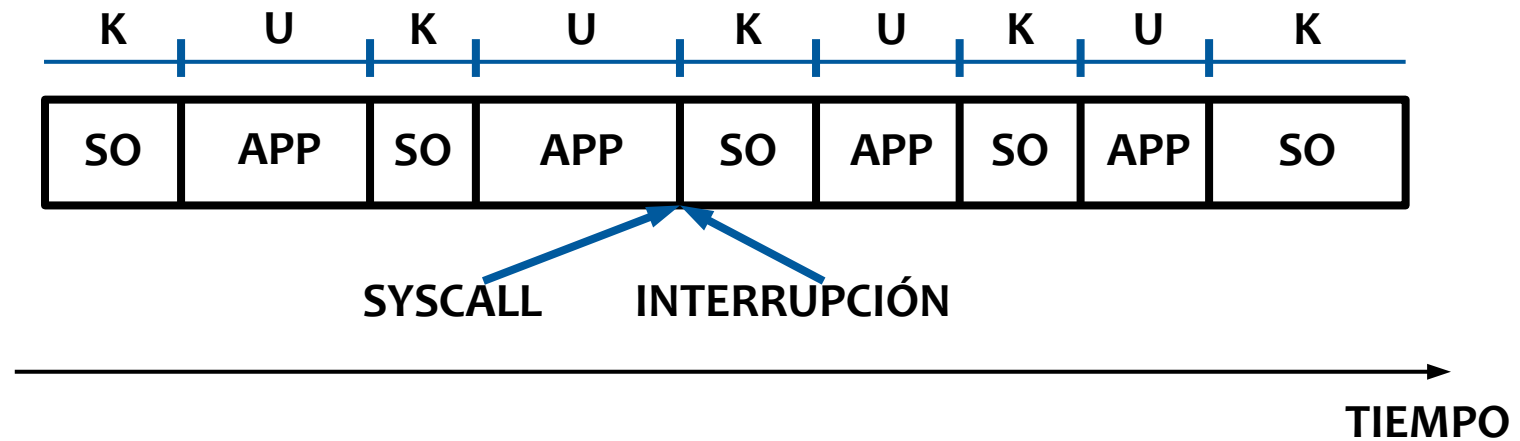 K U K U K U K U K
SO APP SO APP SO APP SO APP SO
SYSCALL INTERRUPCIÓN
TIEMPO